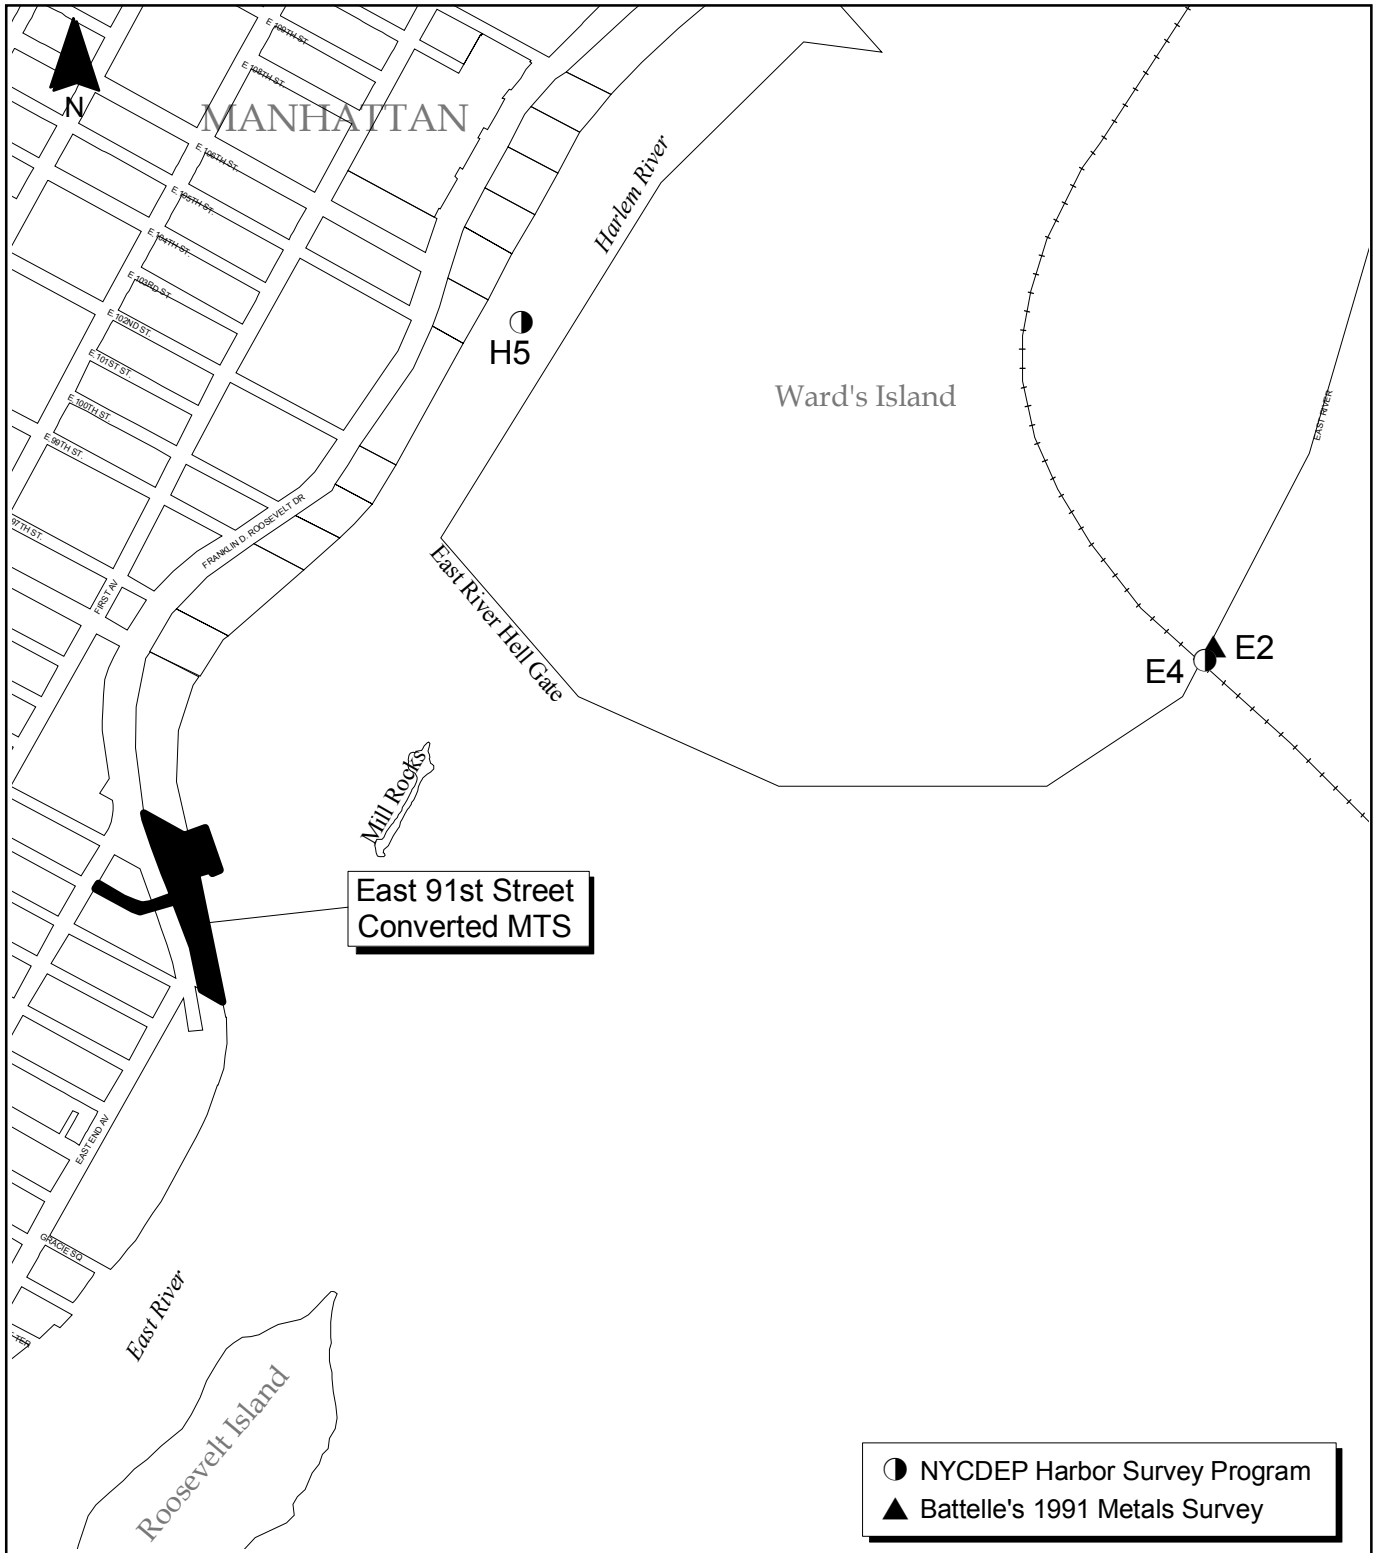 N
MANHATTAN
E 109TH ST.
E 108TH ST.
E. 106TH ST.
E. 105TH ST.
E. 104TH ST.
E. 103RD ST
E. 102ND ST.
E. 101ST ST.
E. 100TH ST.
E. 99TH ST.
97TH ST.
FIRST AV
FRANKLIN D. ROOSEVELT DR
Harlem River
H5
Ward's Island
EAST RIVER
East River Hell Gate
E4
E2
Mill Rocks
East 91st Street
Converted MTS
EAST END AV
GRACIE SQ
TER
East River
Roosevelt Island
NYCDEP Harbor Survey Program
Battelle's 1991 Metals Survey